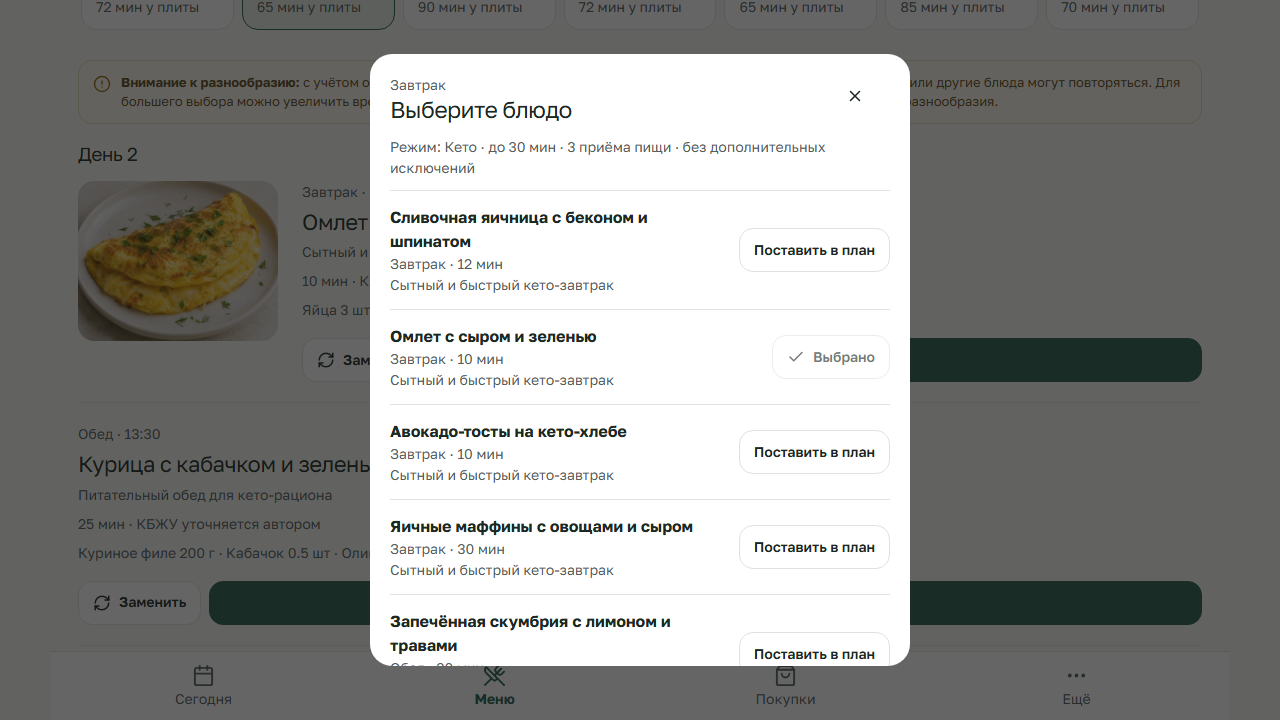 72 мин у плиты
65 мин у плиты
90 мин у плиты
72 мин у плиты
65 мин у плиты
85 мин у плиты
70 мин у плиты
Внимание к разнообразию: с учётом о
или другие блюда могут повторяться. Для
большего выбора можно увеличить вре
разнообразия.
День 2
Завтрак ·
Омлет
Сытный и
10 мин · К
Яйца 3 шт
Зам
Обед · 13:30
Курица с кабачком и зелень
Питательный обед для кето-рациона
25 мин · КБЖУ уточняется автором
Куриное филе 200 г · Кабачок 0.5 шт · Оли
Заменить
Завтрак
Выберите блюдо
Режим: Кето · до 30 мин · 3 приёма пищи · без дополнительных
исключений
Сливочная яичница с беконом и
шпинатом
Завтрак · 12 мин
Сытный и быстрый кето-завтрак
Поставить в план
Омлет с сыром и зеленью
Завтрак · 10 мин
Сытный и быстрый кето-завтрак
Выбрано
Авокадо-тосты на кето-хлебе
Завтрак · 10 мин
Сытный и быстрый кето-завтрак
Поставить в план
Яичные маффины с овощами и сыром
Завтрак · 30 мин
Сытный и быстрый кето-завтрак
Поставить в план
Запечённая скумбрия с лимоном и
травами
Поставить в план
Сегодня
Меню
Покупки
Ещё